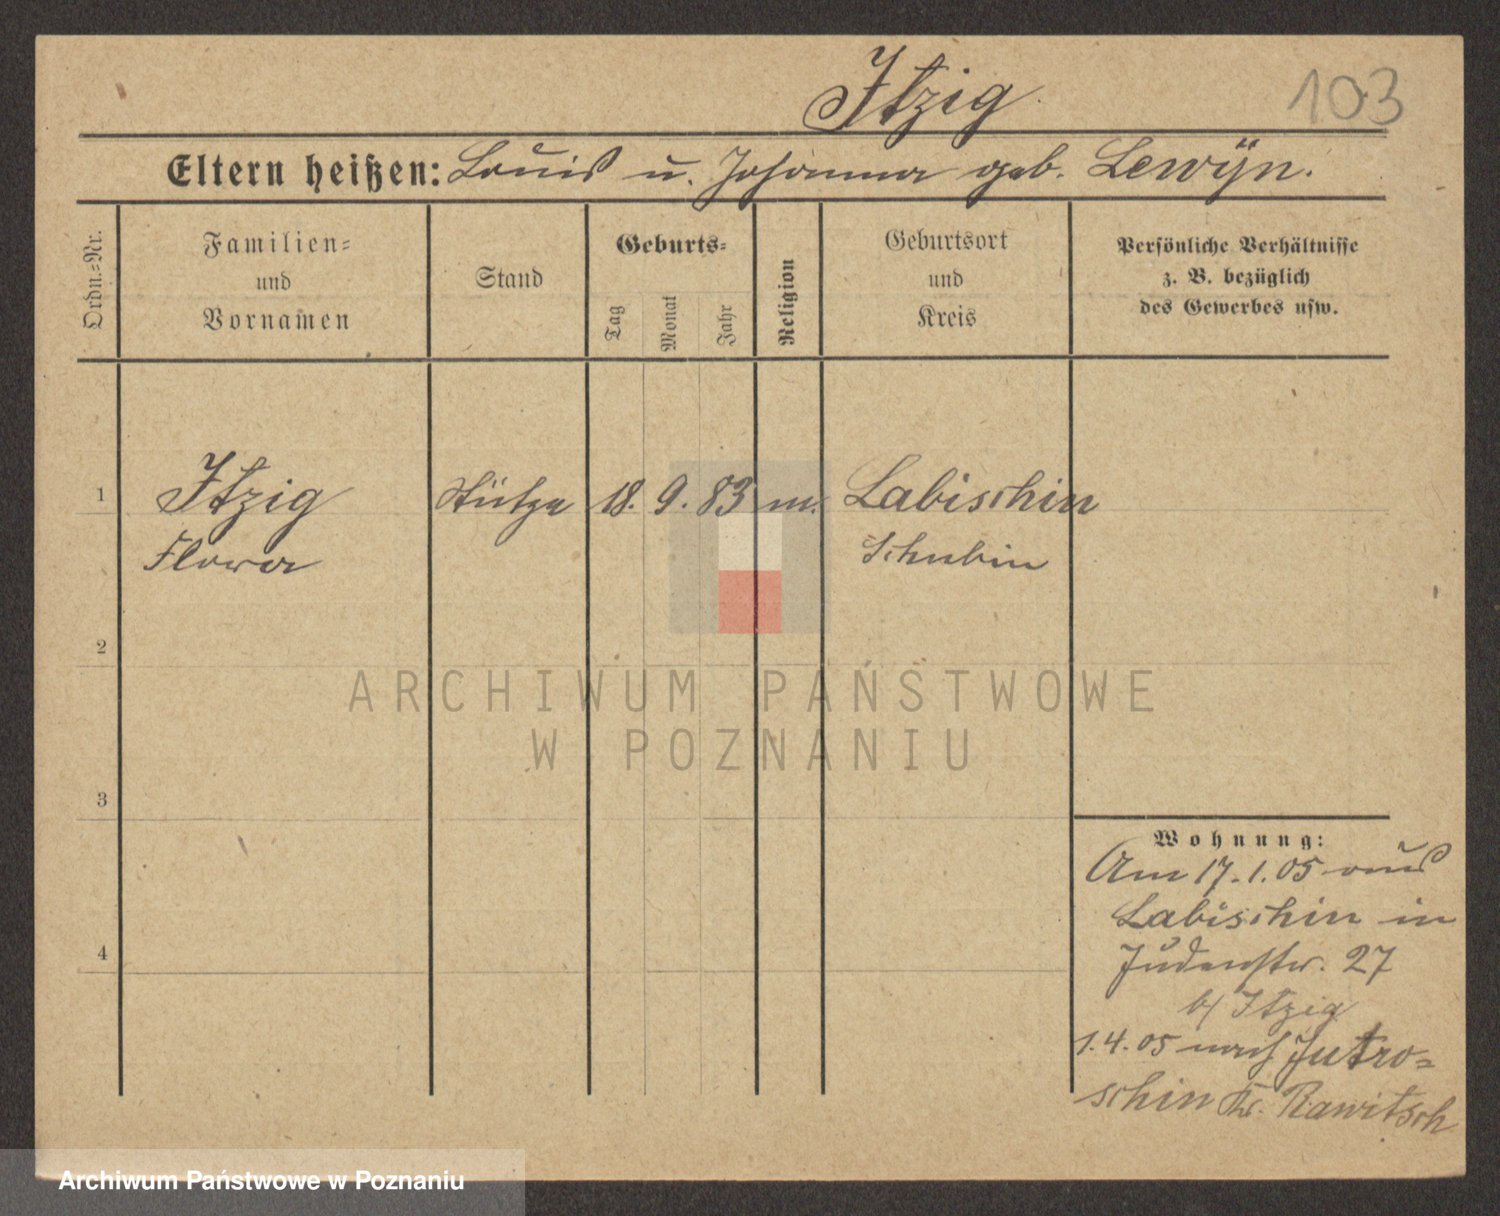 Itzig
103
Eltern heißen: Louis u. Johanna geb. Lewÿn.
Ordn.-Nr.
Familien-
und
Vornamen
Stand
Geburts-
Tag
Monat
Jahr
Religion
Geburtsort
und
Kreis
Persönliche Verhältnisse
z. B. bezüglich
des Gewerbes usw.
1
Itzig
Flora
Stütze
18. 9. 83
m.
Labischin
Schubin
2
3
4
Wohnung:
Am 17.1.05 aus
Labischin in
Judenstr. 27
b/ Itzig
1.4.05 nach Jutro=
schin Kr. Rawitsch
ARCHIWUM PAŃSTWOWE
W POZNANIU
Archiwum Państwowe w Poznaniu